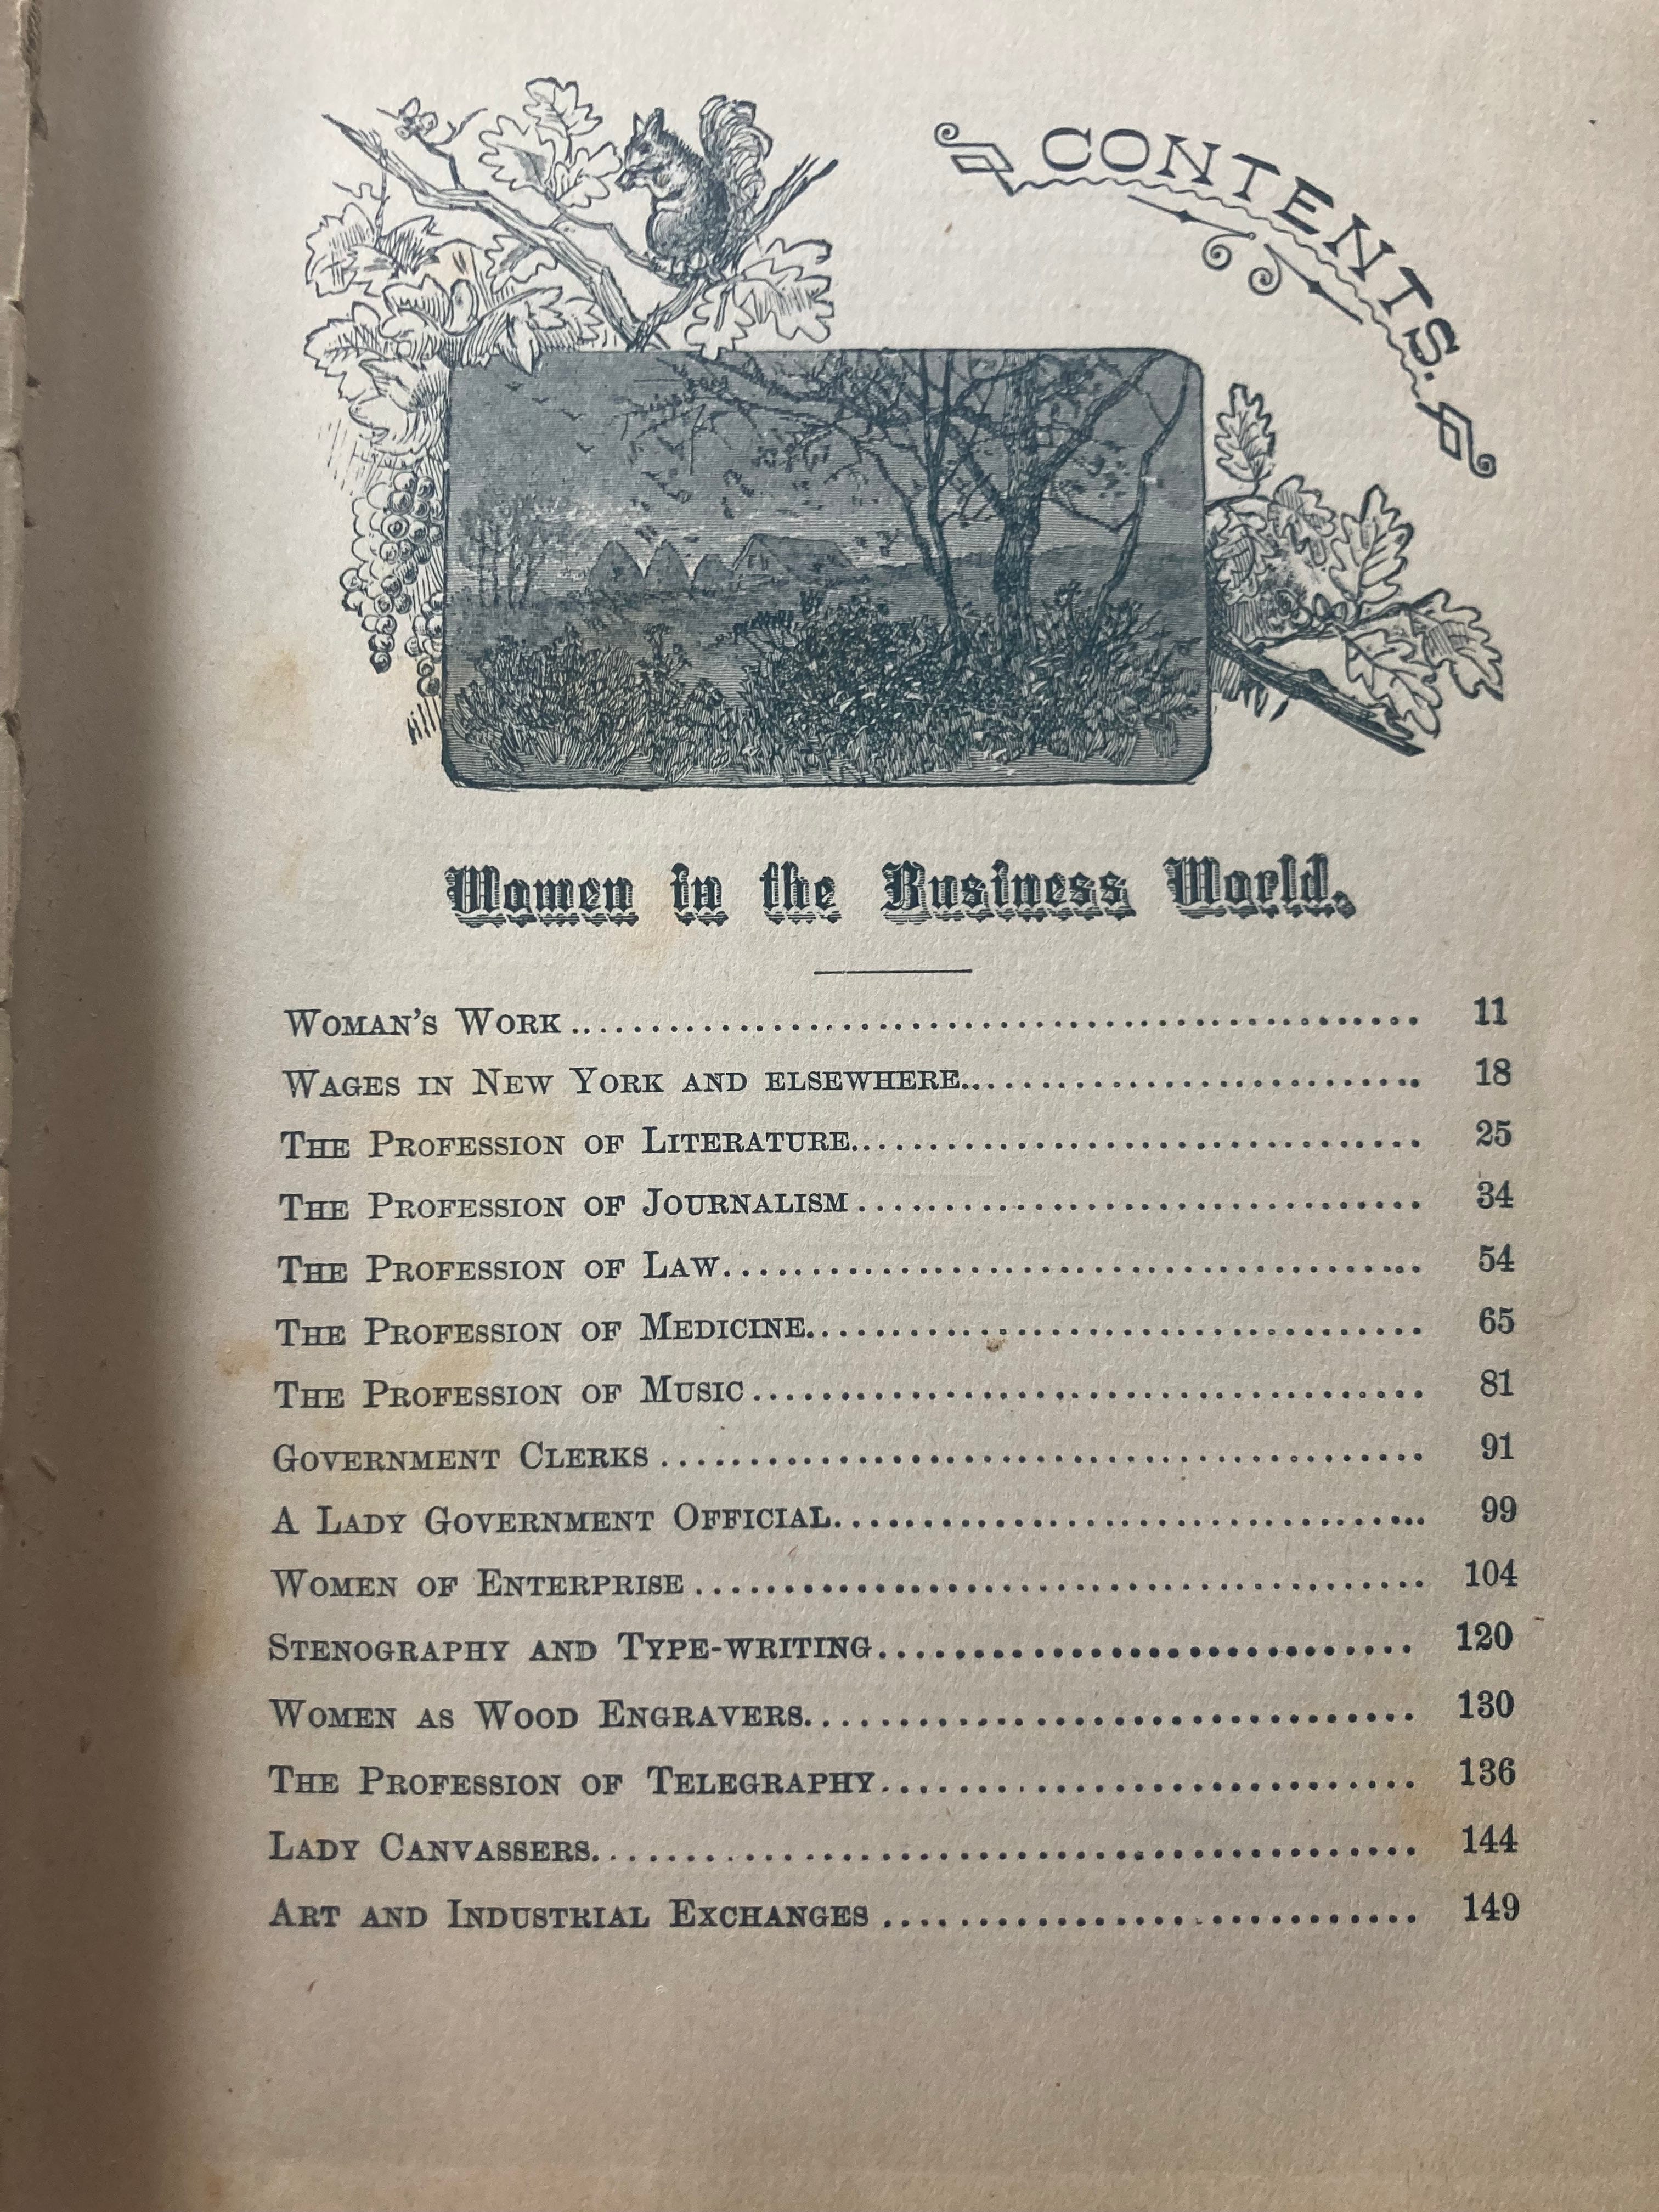 CONTENTS.
Women in the Business World.
WOMAN'S WORK........................................ 11
WAGES IN NEW YORK AND ELSEWHERE........................................ 18
THE PROFESSION OF LITERATURE........................................ 25
THE PROFESSION OF JOURNALISM........................................ 34
THE PROFESSION OF LAW........................................ 54
THE PROFESSION OF MEDICINE........................................ 65
THE PROFESSION OF MUSIC........................................ 81
GOVERNMENT CLERKS........................................ 91
A LADY GOVERNMENT OFFICIAL........................................ 99
WOMEN OF ENTERPRISE........................................ 104
STENOGRAPHY AND TYPE-WRITING........................................ 120
WOMEN AS WOOD ENGRAVERS........................................ 130
THE PROFESSION OF TELEGRAPHY........................................ 136
LADY CANVASSERS........................................ 144
ART AND INDUSTRIAL EXCHANGES........................................ 149